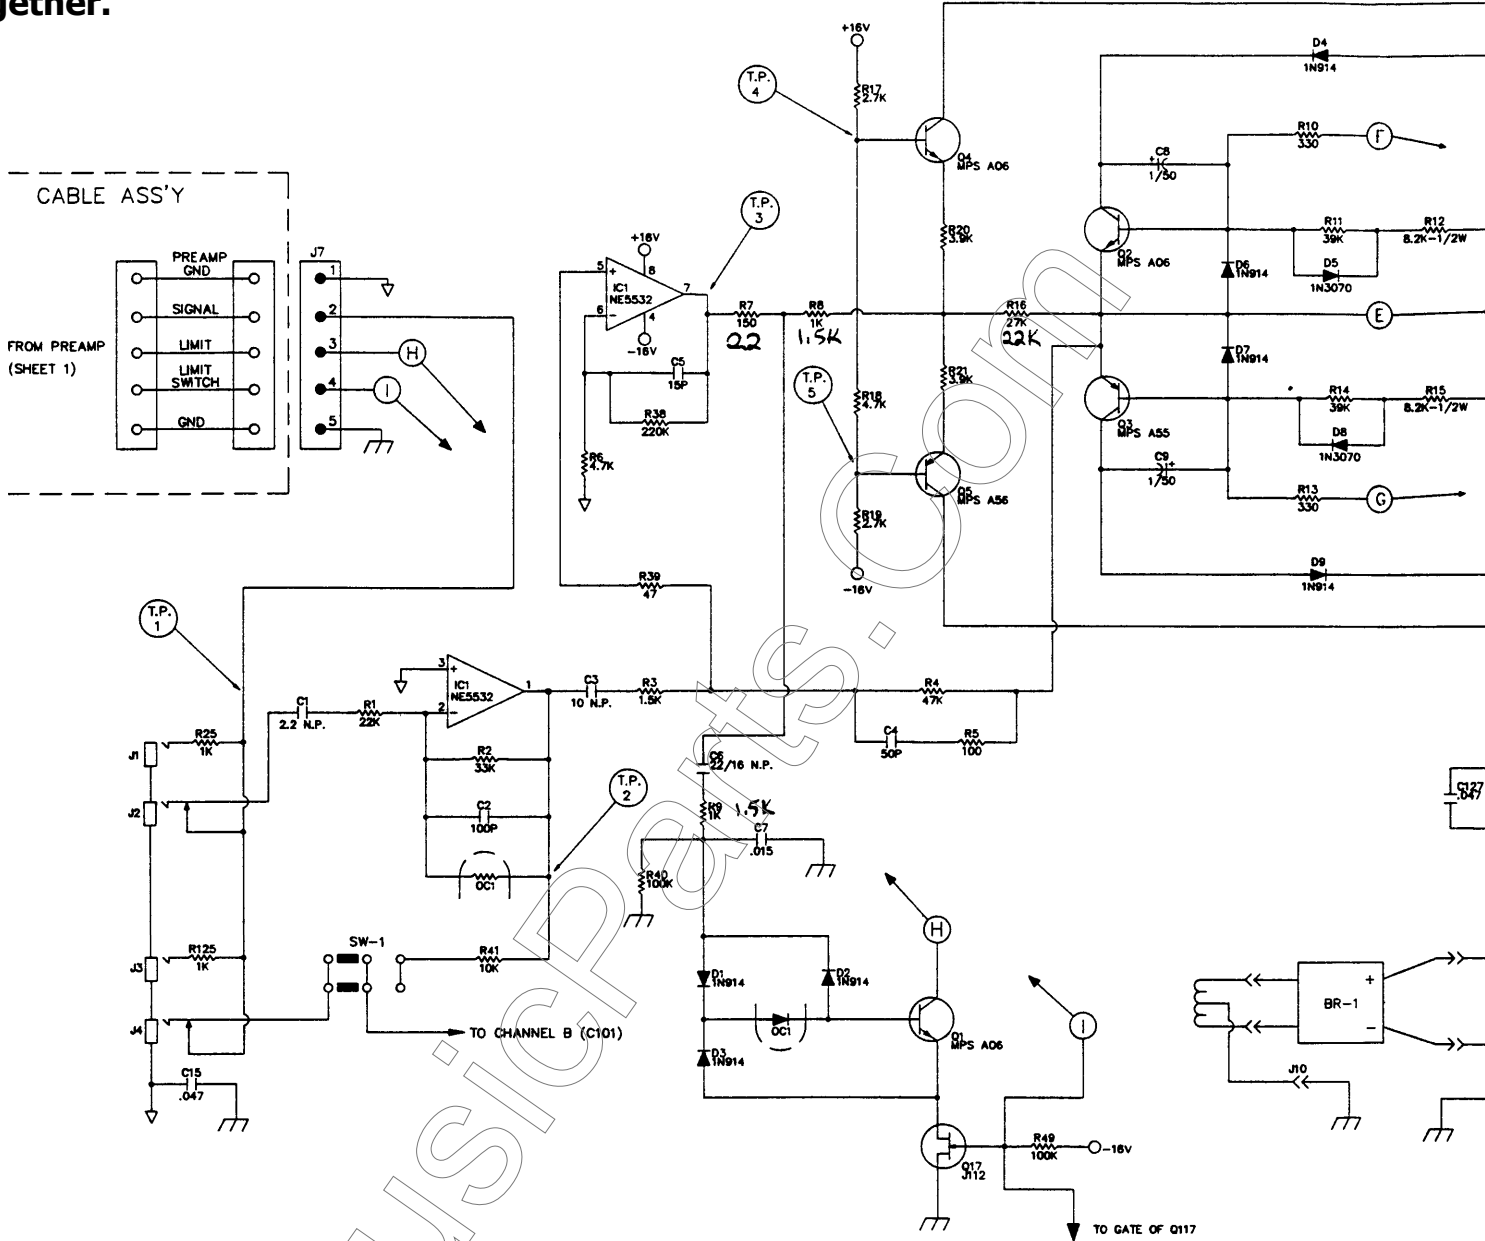 gether.
+16V
D4
1N914
T.P.
4
R17
2.7K
R10
330
F
Q4
MPS A06
C8
+
1/50
CABLE ASS'Y
T.P.
3
R11
39K
R12
8.2K-1/2W
R20
3.9K
Q2
MPS A06
D6
1N914
D5
1N3070
PREAMP
GND
J7
1
+16V
5
+
8
IC1
NE5532
7
6
-
4
-16V
SIGNAL
2
R7
150
22
R8
1K
1.5K
R16
27K
22K
E
FROM PREAMP
(SHEET 1)
LIMIT
3
H
LIMIT
SWITCH
4
I
GND
5
C5
15P
R38
220K
R6
4.7K
T.P.
5
R18
4.7K
R21
3.9K
D7
1N914
R14
39K
R15
8.2K-1/2W
Q3
MPS A55
D8
1N3070
C9
+
1/50
R13
330
G
Q5
MPS A56
R19
2.7K
-16V
D9
1N914
R39
47
T.P.
1
3
+
IC1
NE5532
1
2
-
C3
10 N.P.
R3
1.5K
R4
47K
C1
2.2 N.P.
R1
22K
C4
50P
R5
100
R25
1K
J1
J2
R2
33K
C2
100P
OC1
T.P.
2
C6
22/16 N.P.
R9
1K
1.5K
C7
.015
R40
100K
C127
.047
H
R125
1K
J3
J4
SW-1
R41
10K
TO CHANNEL B (C101)
D1
1N914
D2
1N914
OC1
D3
1N914
Q1
MPS A06
I
BR-1
+
-
J10
C15
.047
R49
100K
-16V
Q17
J112
TO GATE OF Q117
usicParts.com